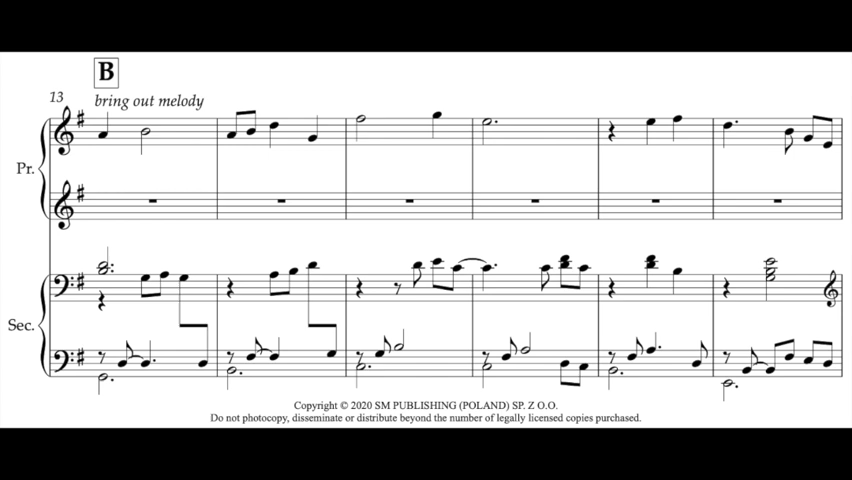 B
13
bring out melody
Pr.
Sec.
Copyright © 2020 SM PUBLISHING (POLAND) SP. Z O.O.
Do not photocopy, disseminate or distribute beyond the number of legally licensed copies purchased.